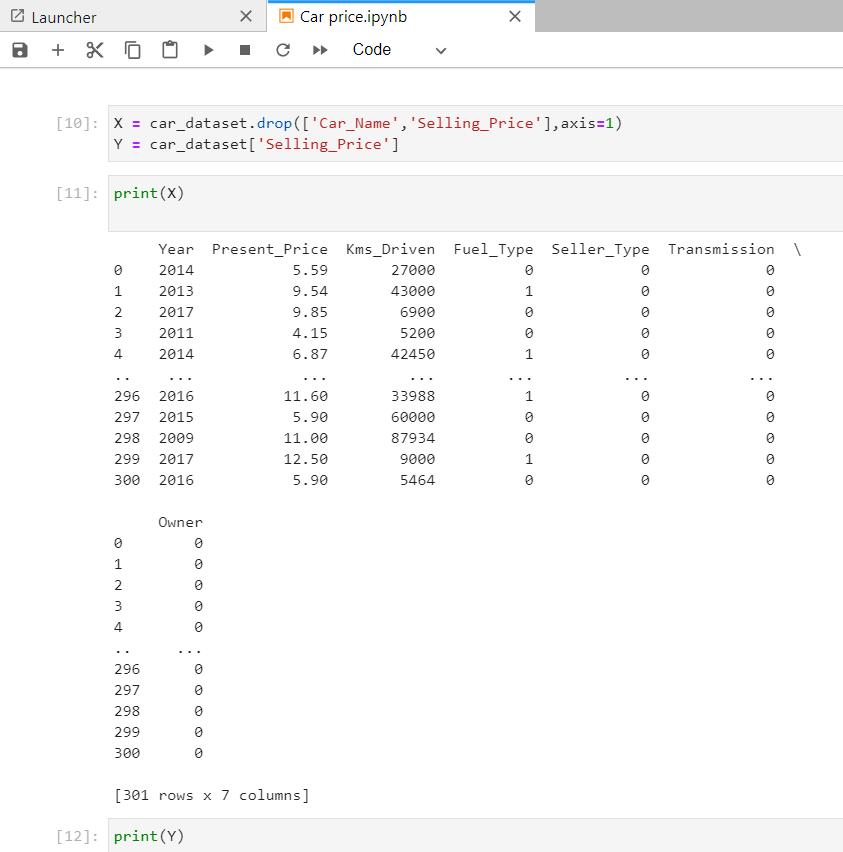 Launcher
Car price.ipynb
Code
[10]: X = car_dataset.drop(['Car_Name','Selling_Price'],axis=1)
Y = car_dataset['Selling_Price']
[11]: print(X)
     Year  Present_Price  Kms_Driven  Fuel_Type  Seller_Type  Transmission  \
0    2014           5.59       27000          0            0             0
1    2013           9.54       43000          1            0             0
2    2017           9.85        6900          0            0             0
3    2011           4.15        5200          0            0             0
4    2014           6.87       42450          1            0             0
..    ...            ...         ...        ...          ...           ...
296  2016          11.60       33988          1            0             0
297  2015           5.90       60000          0            0             0
298  2009          11.00       87934          0            0             0
299  2017          12.50        9000          1            0             0
300  2016           5.90        5464          0            0             0
     Owner
0        0
1        0
2        0
3        0
4        0
..     ...
296      0
297      0
298      0
299      0
300      0
[301 rows x 7 columns]
[12]: print(Y)